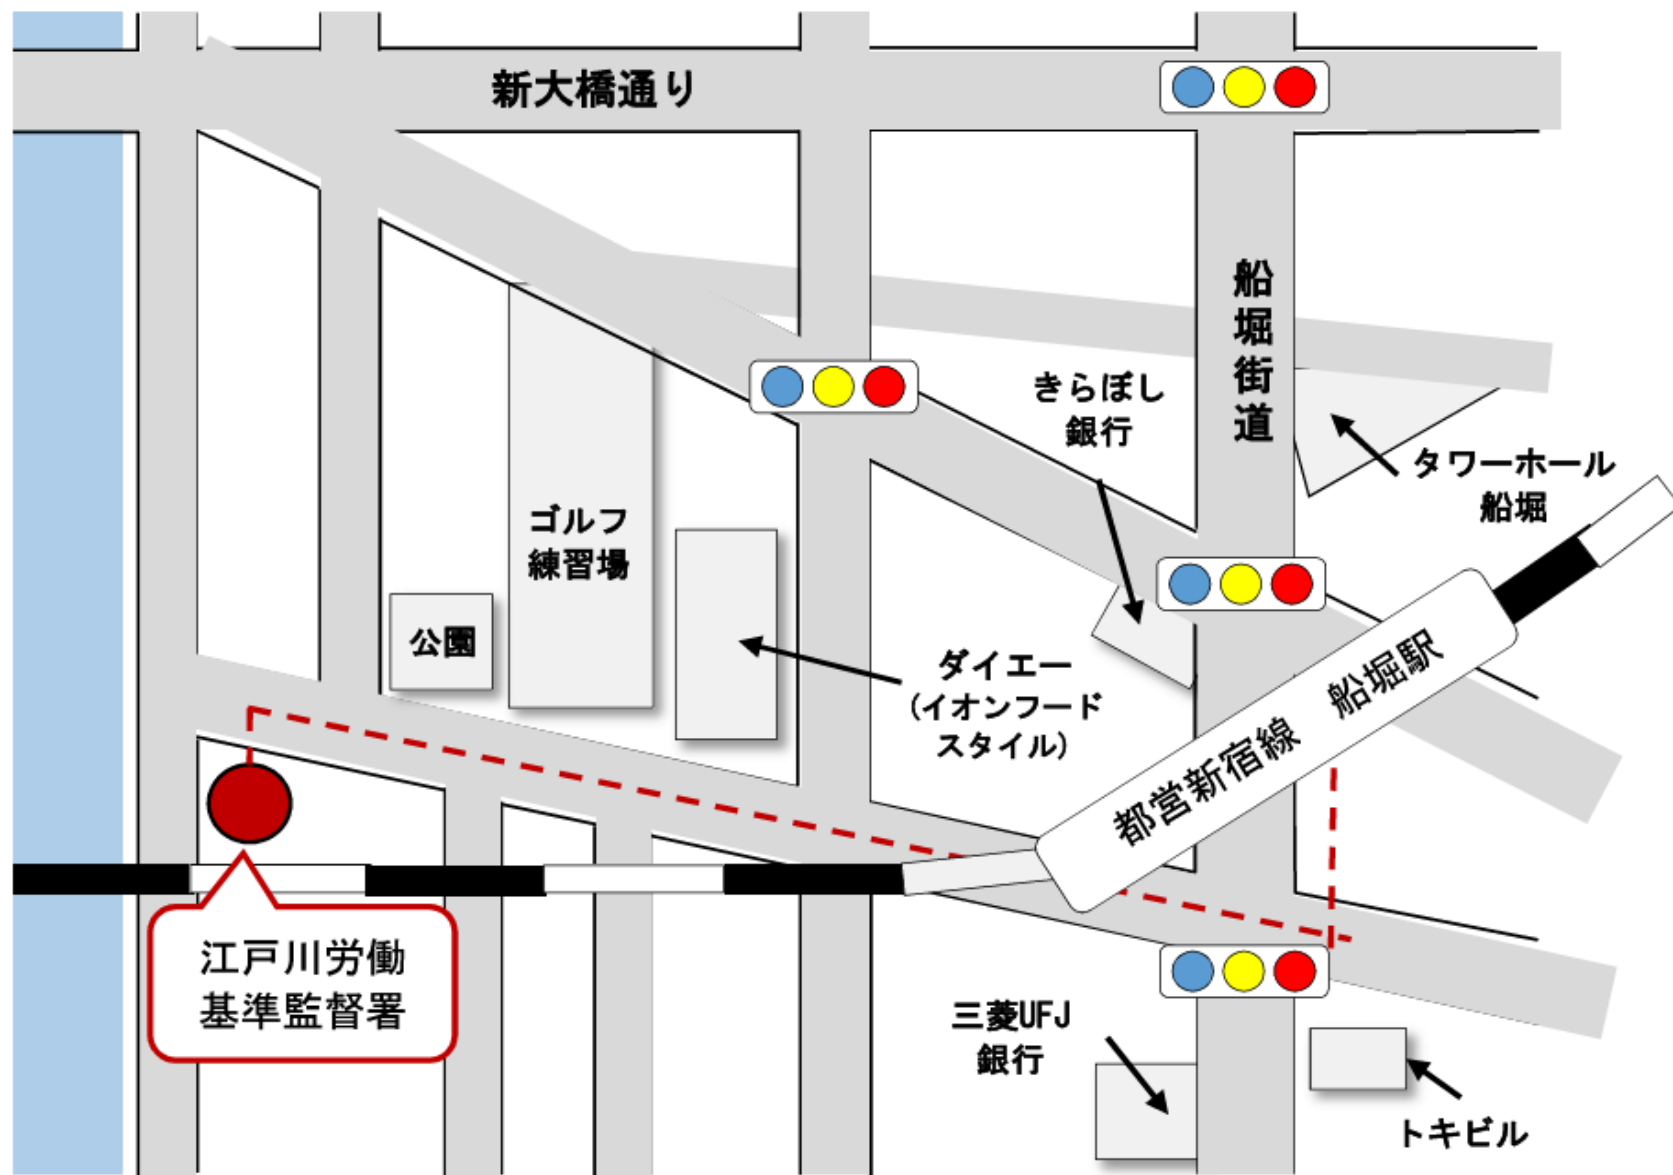 新大橋通り
船堀街道
きらぼし
銀行
タワーホール
船堀
ゴルフ
練習場
公園
ダイエー
(イオンフード
スタイル)
都営新宿線　船堀駅
江戸川労働
基準監督署
三菱UFJ
銀行
トキビル